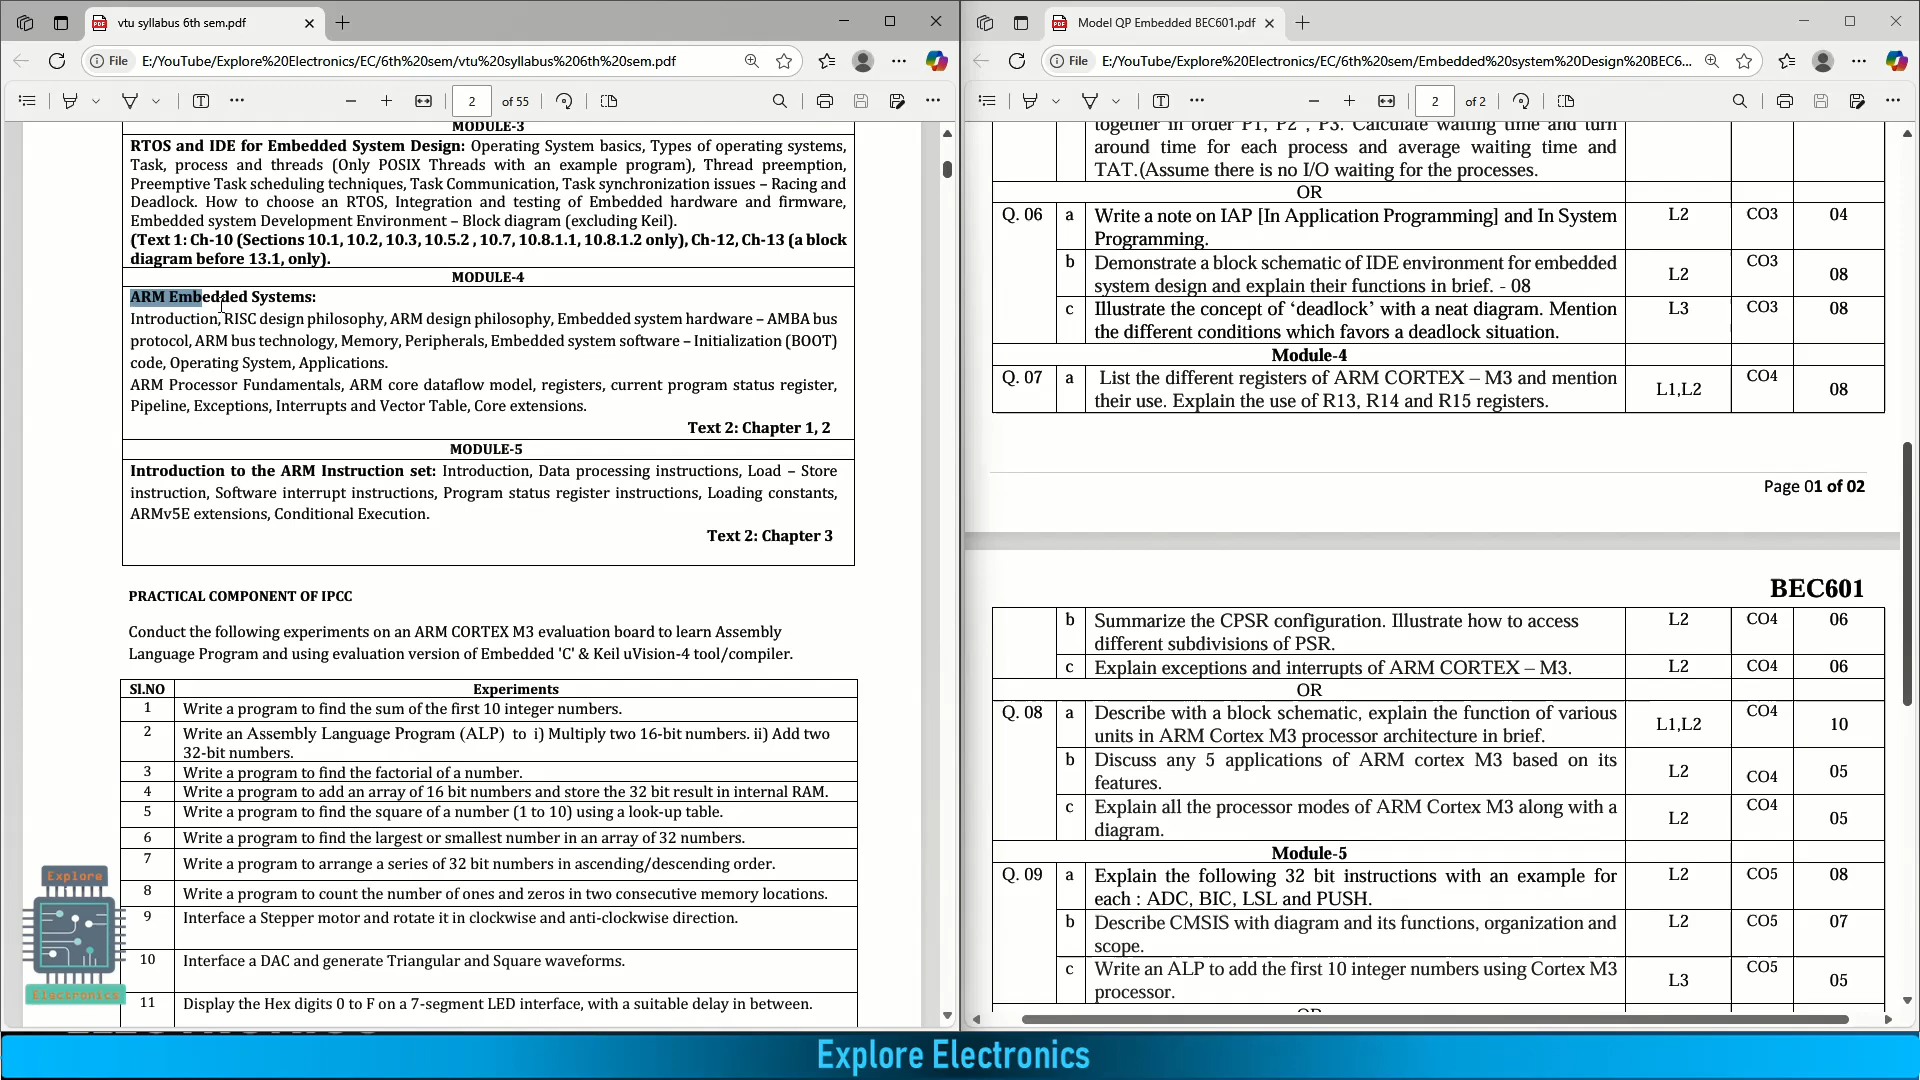 vtu syllabus 6th sem.pdf
File
E:/YouTube/Explore%20Electronics/EC/6th%20sem/vtu%20syllabus%206th%20sem.pdf
2
of 55
MODULE-3
RTOS and IDE for Embedded System Design: Operating System basics, Types of operating systems,
Task, process and threads (Only POSIX Threads with an example program), Thread preemption,
Preemptive Task scheduling techniques, Task Communication, Task synchronization issues – Racing and
Deadlock. How to choose an RTOS, Integration and testing of Embedded hardware and firmware,
Embedded system Development Environment – Block diagram (excluding Keil).
(Text 1: Ch-10 (Sections 10.1, 10.2, 10.3, 10.5.2 , 10.7, 10.8.1.1, 10.8.1.2 only), Ch-12, Ch-13 (a block
diagram before 13.1, only).
MODULE-4
ARM Embedded Systems:
Introduction, RISC design philosophy, ARM design philosophy, Embedded system hardware – AMBA bus
protocol, ARM bus technology, Memory, Peripherals, Embedded system software – Initialization (BOOT)
code, Operating System, Applications.
ARM Processor Fundamentals, ARM core dataflow model, registers, current program status register,
Pipeline, Exceptions, Interrupts and Vector Table, Core extensions.
Text 2: Chapter 1, 2
MODULE-5
Introduction to the ARM Instruction set: Introduction, Data processing instructions, Load – Store
instruction, Software interrupt instructions, Program status register instructions, Loading constants,
ARMv5E extensions, Conditional Execution.
Text 2: Chapter 3
PRACTICAL COMPONENT OF IPCC
Conduct the following experiments on an ARM CORTEX M3 evaluation board to learn Assembly
Language Program and using evaluation version of Embedded 'C' & Keil uVision-4 tool/compiler.
Sl.NO Experiments
1 Write a program to find the sum of the first 10 integer numbers.
2 Write an Assembly Language Program (ALP) to i) Multiply two 16-bit numbers. ii) Add two
32-bit numbers.
3 Write a program to find the factorial of a number.
4 Write a program to add an array of 16 bit numbers and store the 32 bit result in internal RAM.
5 Write a program to find the square of a number (1 to 10) using a look-up table.
6 Write a program to find the largest or smallest number in an array of 32 numbers.
7 Write a program to arrange a series of 32 bit numbers in ascending/descending order.
8 Write a program to count the number of ones and zeros in two consecutive memory locations.
9 Interface a Stepper motor and rotate it in clockwise and anti-clockwise direction.
10 Interface a DAC and generate Triangular and Square waveforms.
11 Display the Hex digits 0 to F on a 7-segment LED interface, with a suitable delay in between.
Explore
Electronics
Model QP Embedded BEC601.pdf
File
E:/YouTube/Explore%20Electronics/EC/6th%20sem/Embedded%20system%20Design%20BEC6...
2
of 2
together in order P1, P2 , P3. Calculate waiting time and turn
around time for each process and average waiting time and
TAT.(Assume there is no I/O waiting for the processes.
OR
Q. 06 a Write a note on IAP [In Application Programming] and In System L2 CO3 04
Programming.
b Demonstrate a block schematic of IDE environment for embedded L2 CO3 08
system design and explain their functions in brief. - 08
c Illustrate the concept of ‘deadlock’ with a neat diagram. Mention L3 CO3 08
the different conditions which favors a deadlock situation.
Module-4
Q. 07 a List the different registers of ARM CORTEX – M3 and mention L1,L2 CO4 08
their use. Explain the use of R13, R14 and R15 registers.
Page 01 of 02
BEC601
b Summarize the CPSR configuration. Illustrate how to access L2 CO4 06
different subdivisions of PSR.
c Explain exceptions and interrupts of ARM CORTEX – M3. L2 CO4 06
OR
Q. 08 a Describe with a block schematic, explain the function of various L1,L2 CO4 10
units in ARM Cortex M3 processor architecture in brief.
b Discuss any 5 applications of ARM cortex M3 based on its L2 CO4 05
features.
c Explain all the processor modes of ARM Cortex M3 along with a L2 CO4 05
diagram.
Module-5
Q. 09 a Explain the following 32 bit instructions with an example for L2 CO5 08
each : ADC, BIC, LSL and PUSH.
b Describe CMSIS with diagram and its functions, organization and L2 CO5 07
scope.
c Write an ALP to add the first 10 integer numbers using Cortex M3 L3 CO5 05
processor.
OR
Explore Electronics